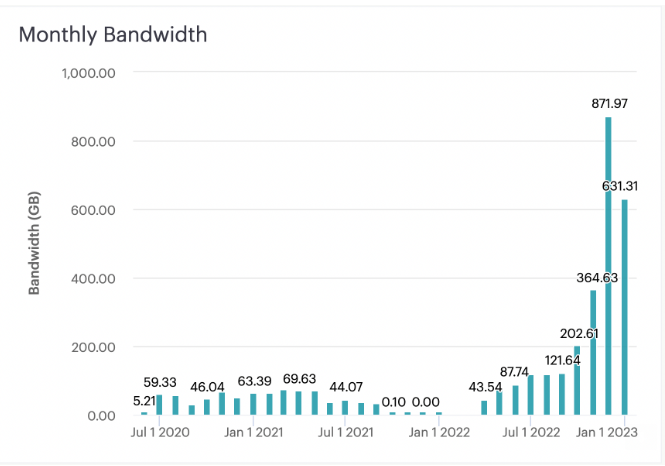 Monthly Bandwidth
1,000.00
800.00
600.00
400.00
200.00
0.00
Bandwidth (GB)
5.21
59.33
46.04
63.39
69.63
44.07
0.10
0.00
43.54
87.74
121.64
202.61
364.63
871.97
631.31
Jul 1 2020
Jan 1 2021
Jul 1 2021
Jan 1 2022
Jul 1 2022
Jan 1 2023